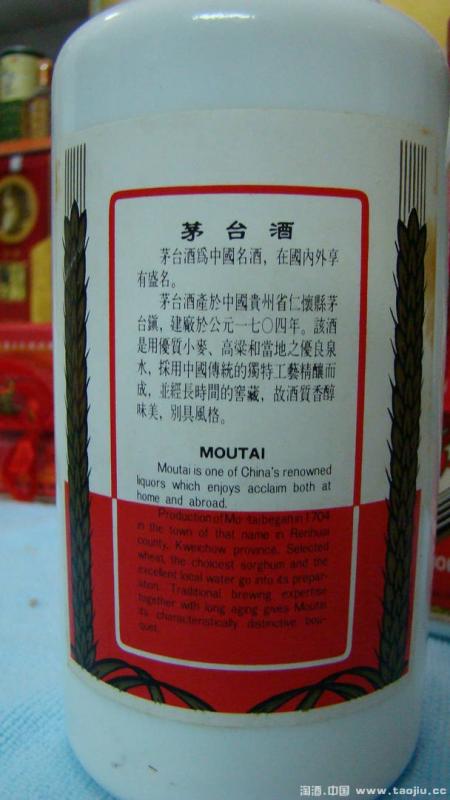 茅台酒
茅台酒爲中國名酒，在國內外享
有盛名。
茅台酒產於中國貴州省仁懷縣茅
台鎮，建廠於公元一七〇四年。該酒
是用優質小麥、高粱和當地之優良泉
水，採用中國傳統的獨特工藝精釀而
成，並經長時間的窖藏，故酒質香醇
味美，別具風格。
MOUTAI
Moutai is one of China's renowned
liquors which enjoys acclaim both at
home and abroad.
Production of Mo-tai began in 1704
in the town of that name in Renhuai
county, Kweichow province. Selected
wheat, the choicest sorghum and the
excellent local water go into its prepar-
ation. Traditional brewing expertise
together with long aging gives Moutai
its characteristically distinctive bou-
quet.
淘酒.中国 www.taojiu.cc